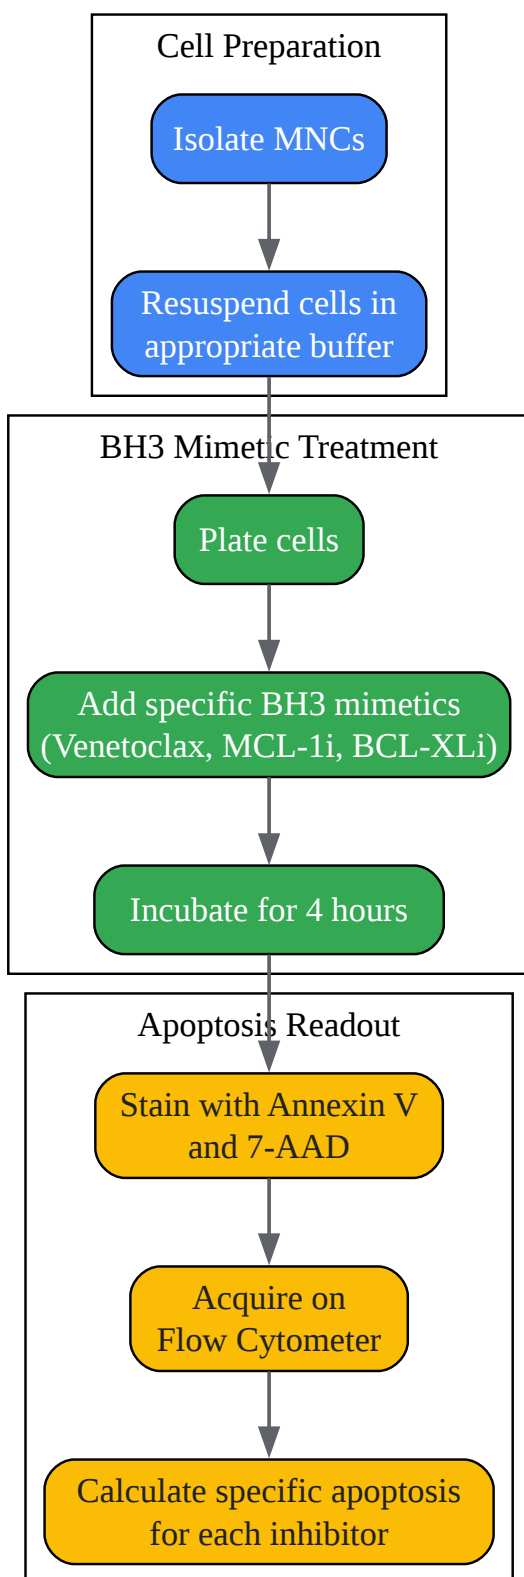 Cell Preparation
Isolate MNCs
Resuspend cells in
appropriate buffer
BH3 Mimetic Treatment
Plate cells
Add specific BH3 mimetics
(Venetoclax, MCL-1i, BCL-XLi)
Incubate for 4 hours
Apoptosis Readout
Stain with Annexin V
and 7-AAD
Acquire on
Flow Cytometer
Calculate specific apoptosis
for each inhibitor